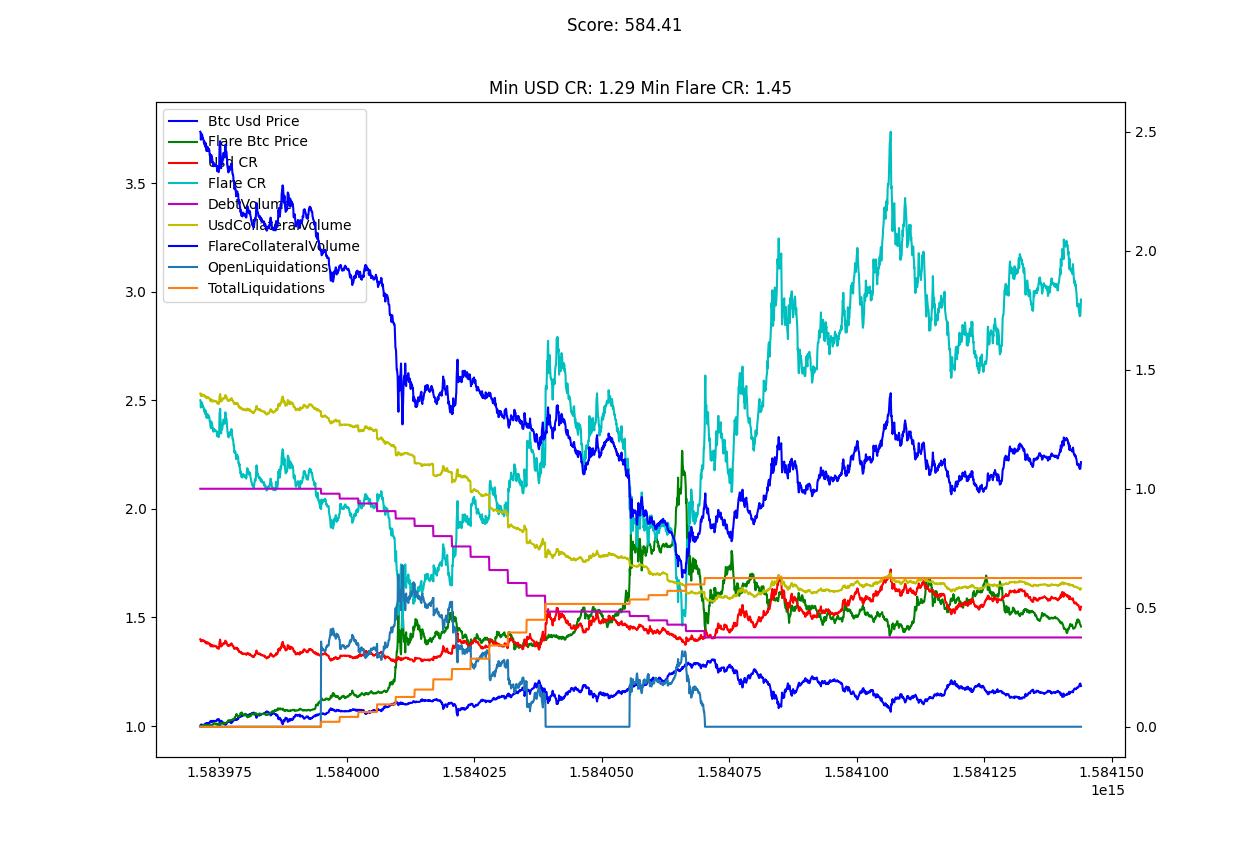 Score: 584.41
Min USD CR: 1.29 Min Flare CR: 1.45
Btc Usd Price
Flare Btc Price
Usd CR
Flare CR
DebtVolume
UsdCollateralVolume
FlareCollateralVolume
OpenLiquidations
TotalLiquidations
3.5
3.0
2.5
2.0
1.5
1.0
2.5
2.0
1.5
1.0
0.5
0.0
1.583975
1.584000
1.584025
1.584050
1.584075
1.584100
1.584125
1.584150
1e15